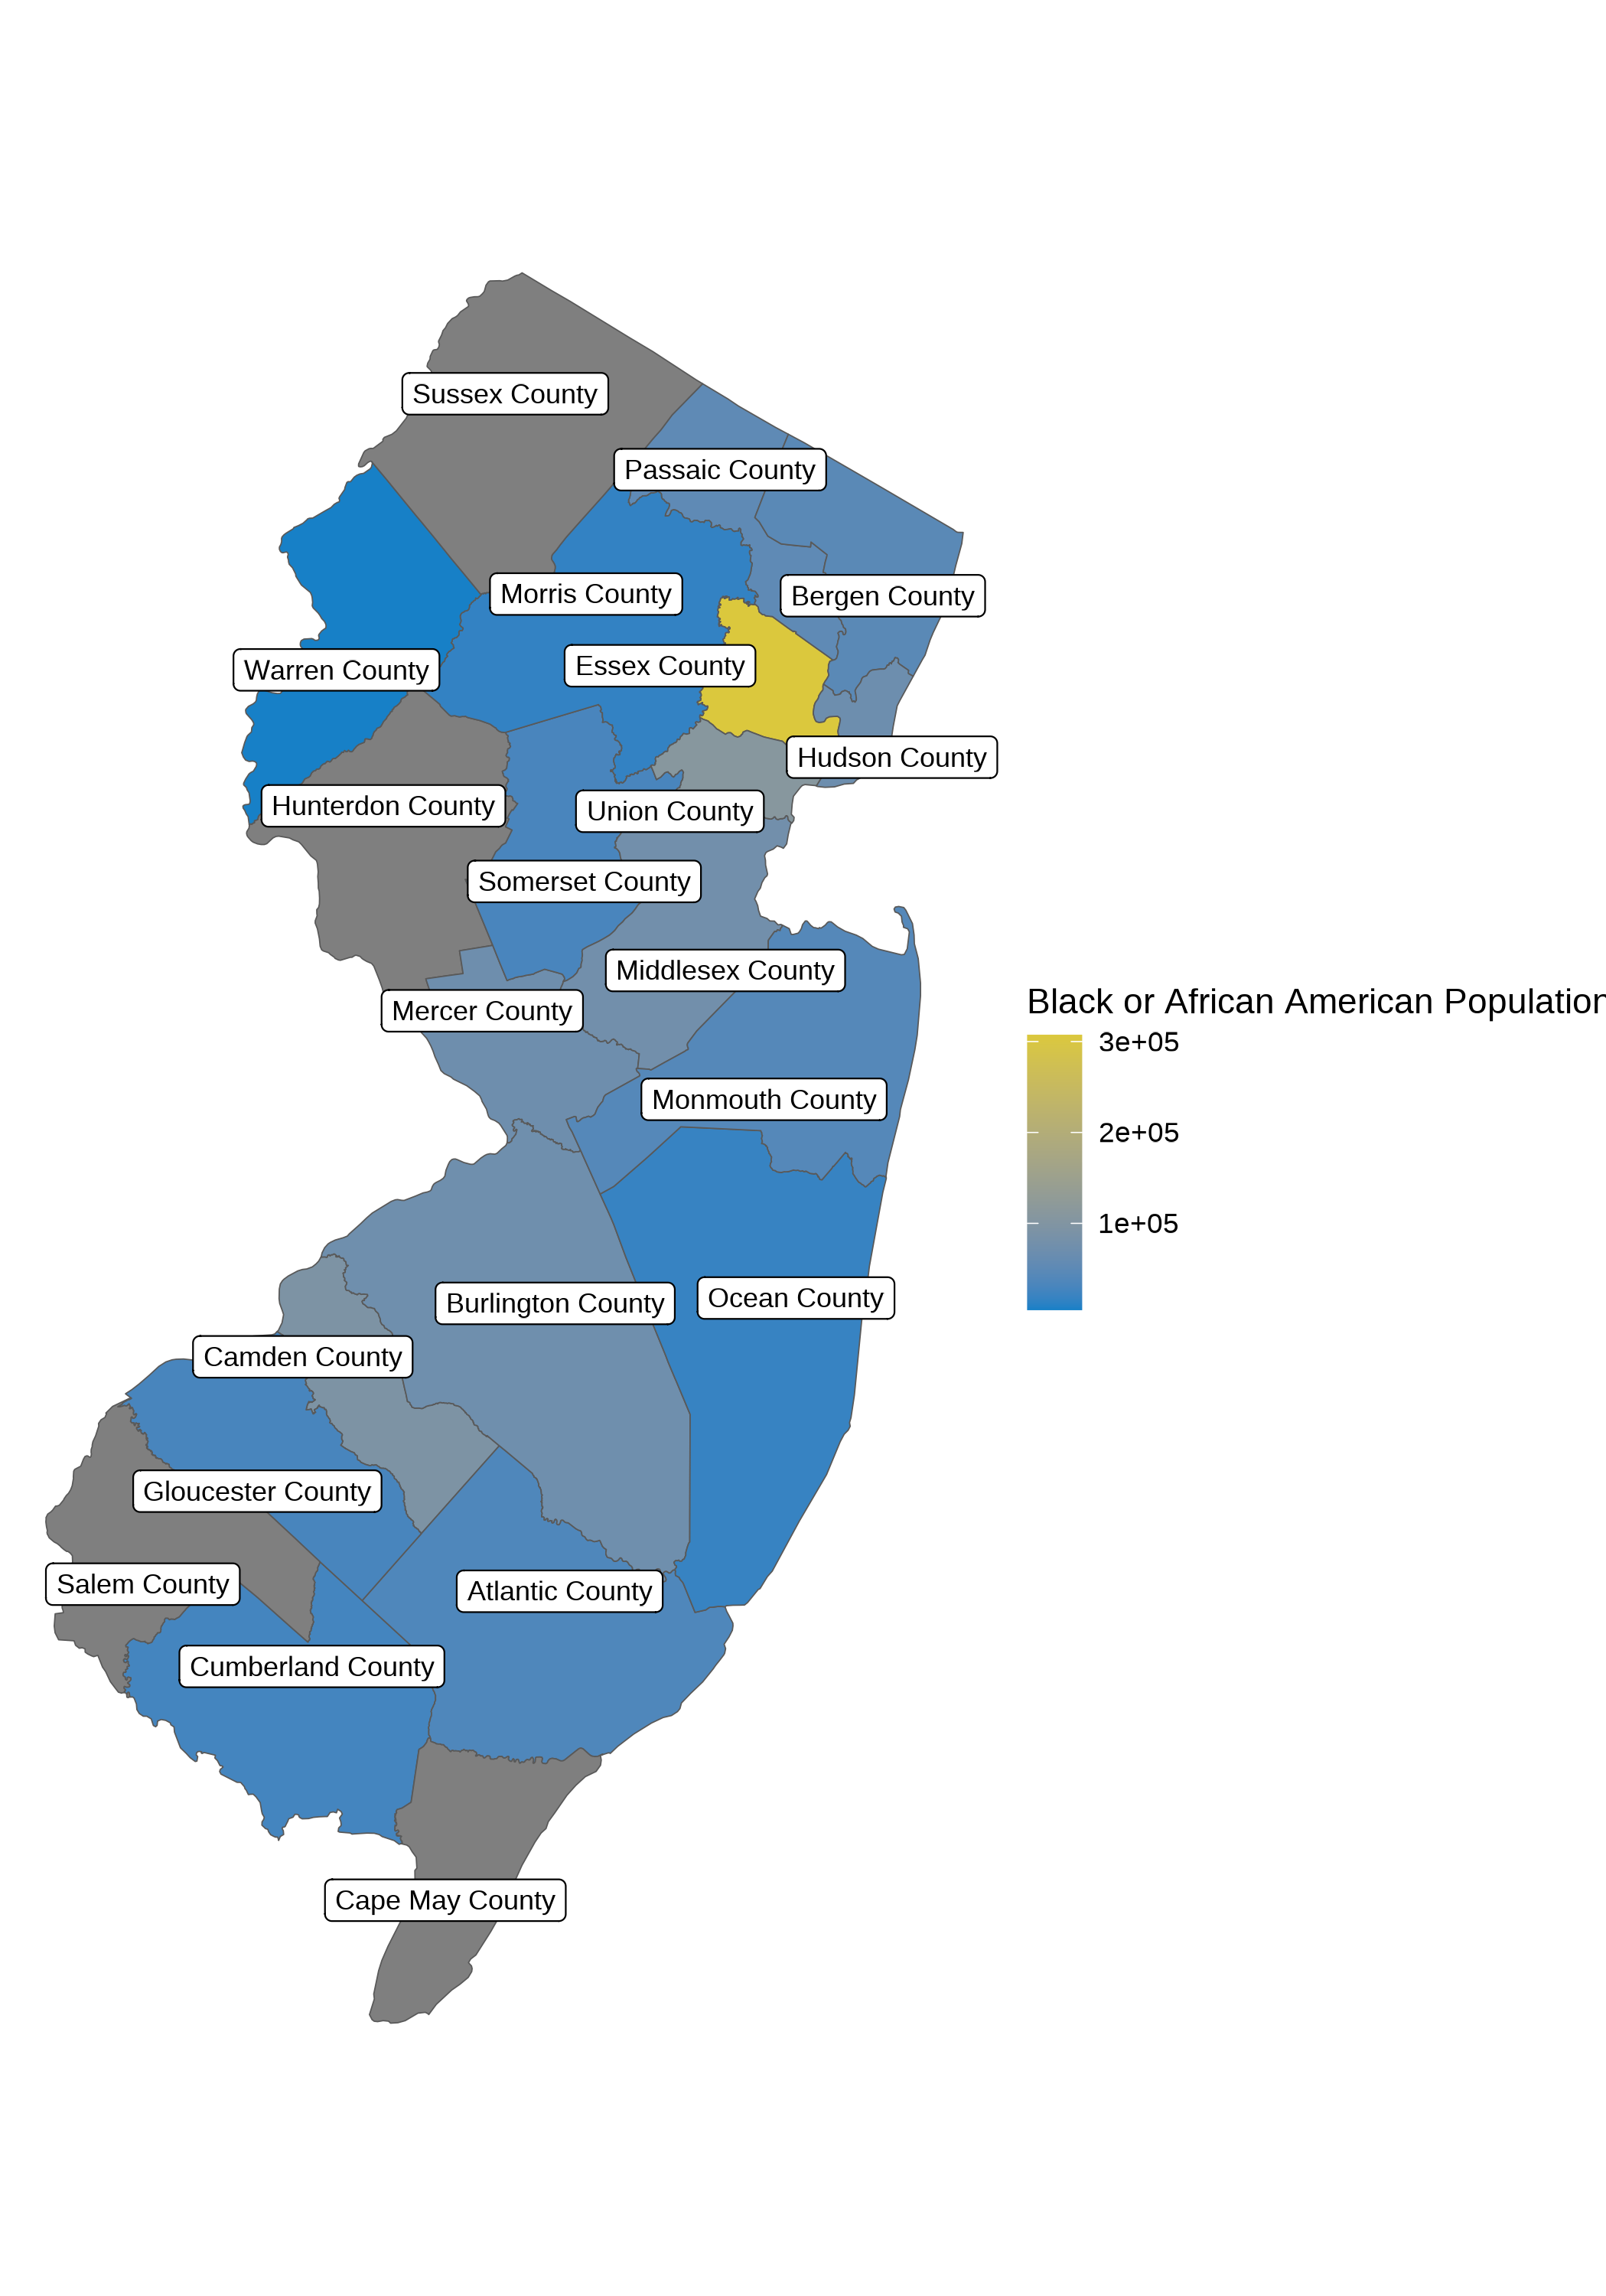 Sussex County
Passaic County
Morris County
Bergen County
Essex County
Warren County
Hudson County
Hunterdon County
Union County
Somerset County
Middlesex County
Mercer County
Monmouth County
Ocean County
Burlington County
Camden County
Gloucester County
Salem County
Atlantic County
Cumberland County
Cape May County
Black or African American Population
3e+05
2e+05
1e+05